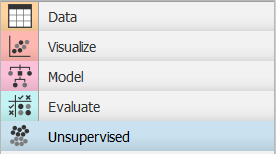 Data
Visualize
Model
Evaluate
Unsupervised